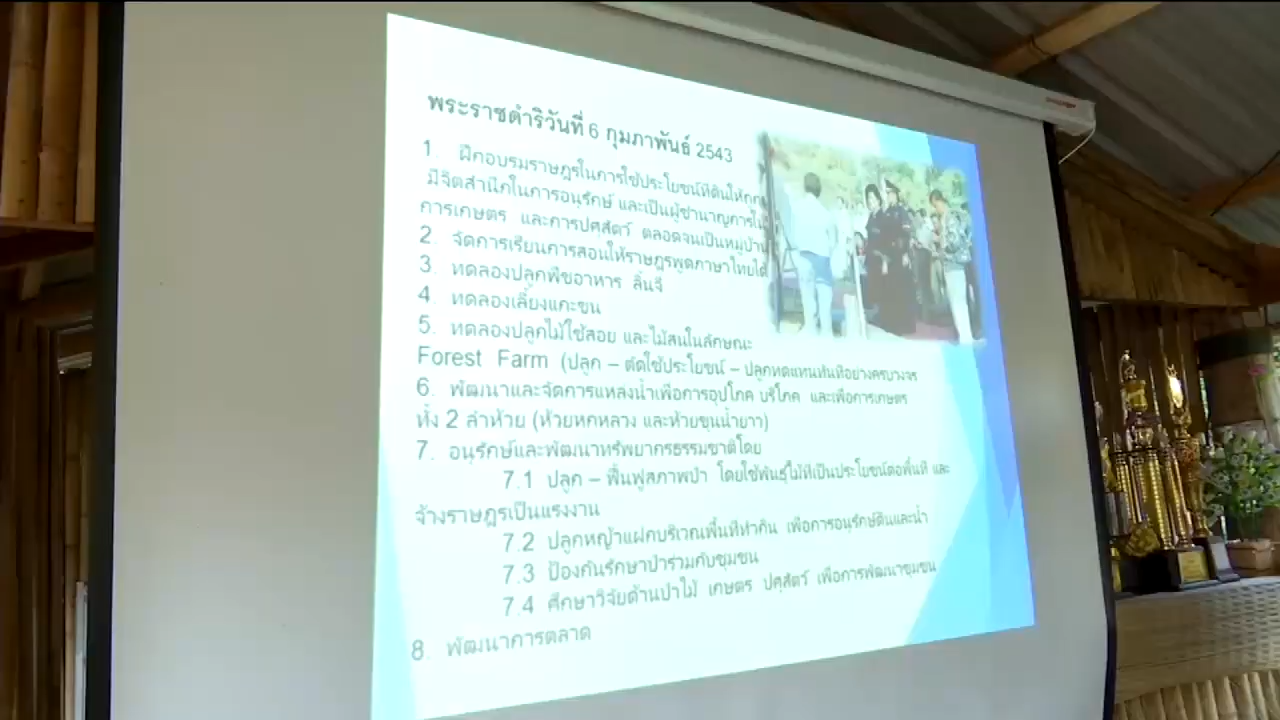 พระราชดำริวันที่ 6 กุมภาพันธ์ 2543
1. ฝึกอบรมราษฎรในการใช้ประโยชน์ที่ดินให้ถูก
มีจิตสำนึกในการอนุรักษ์ และเป็นผู้ชำนาญการใน
การเกษตร และการปศุสัตว์ ตลอดจนเป็นหมู่บ้าน
2. จัดการเรียนการสอนให้ราษฎรพูดภาษาไทยได้
3. ทดลองปลูกพืชอาหาร ลิ้นจี่
4. ทดลองเลี้ยงแกะขน
5. ทดลองปลูกไม้ใช้สอย และไม้สนในลักษณะ
Forest Farm (ปลูก – ตัดใช้ประโยชน์ – ปลูกทดแทนทันทีอย่างครบวงจร
6. พัฒนาและจัดการแหล่งน้ำเพื่อการอุปโภค บริโภค และเพื่อการเกษตร
ทั้ง 2 ลำห้วย (ห้วยหกหลาง และห้วยขุนน้ำยาว)
7. อนุรักษ์และพัฒนาทรัพยากรธรรมชาติโดย
7.1 ปลูก – ฟื้นฟูสภาพป่า โดยใช้พันธุ์ไม้ที่เป็นประโยชน์ต่อพื้นที่ และ
จ้างราษฎรเป็นแรงงาน
7.2 ปลูกหญ้าแฝกบริเวณพื้นที่ทำกิน เพื่อการอนุรักษ์ดินและน้ำ
7.3 ป้องกันรักษาป่าร่วมกับชุมชน
7.4 ศึกษาวิจัยด้านป่าไม้ เกษตร ปศุสัตว์ เพื่อการพัฒนาชุมชน
8. พัฒนาการตลาด